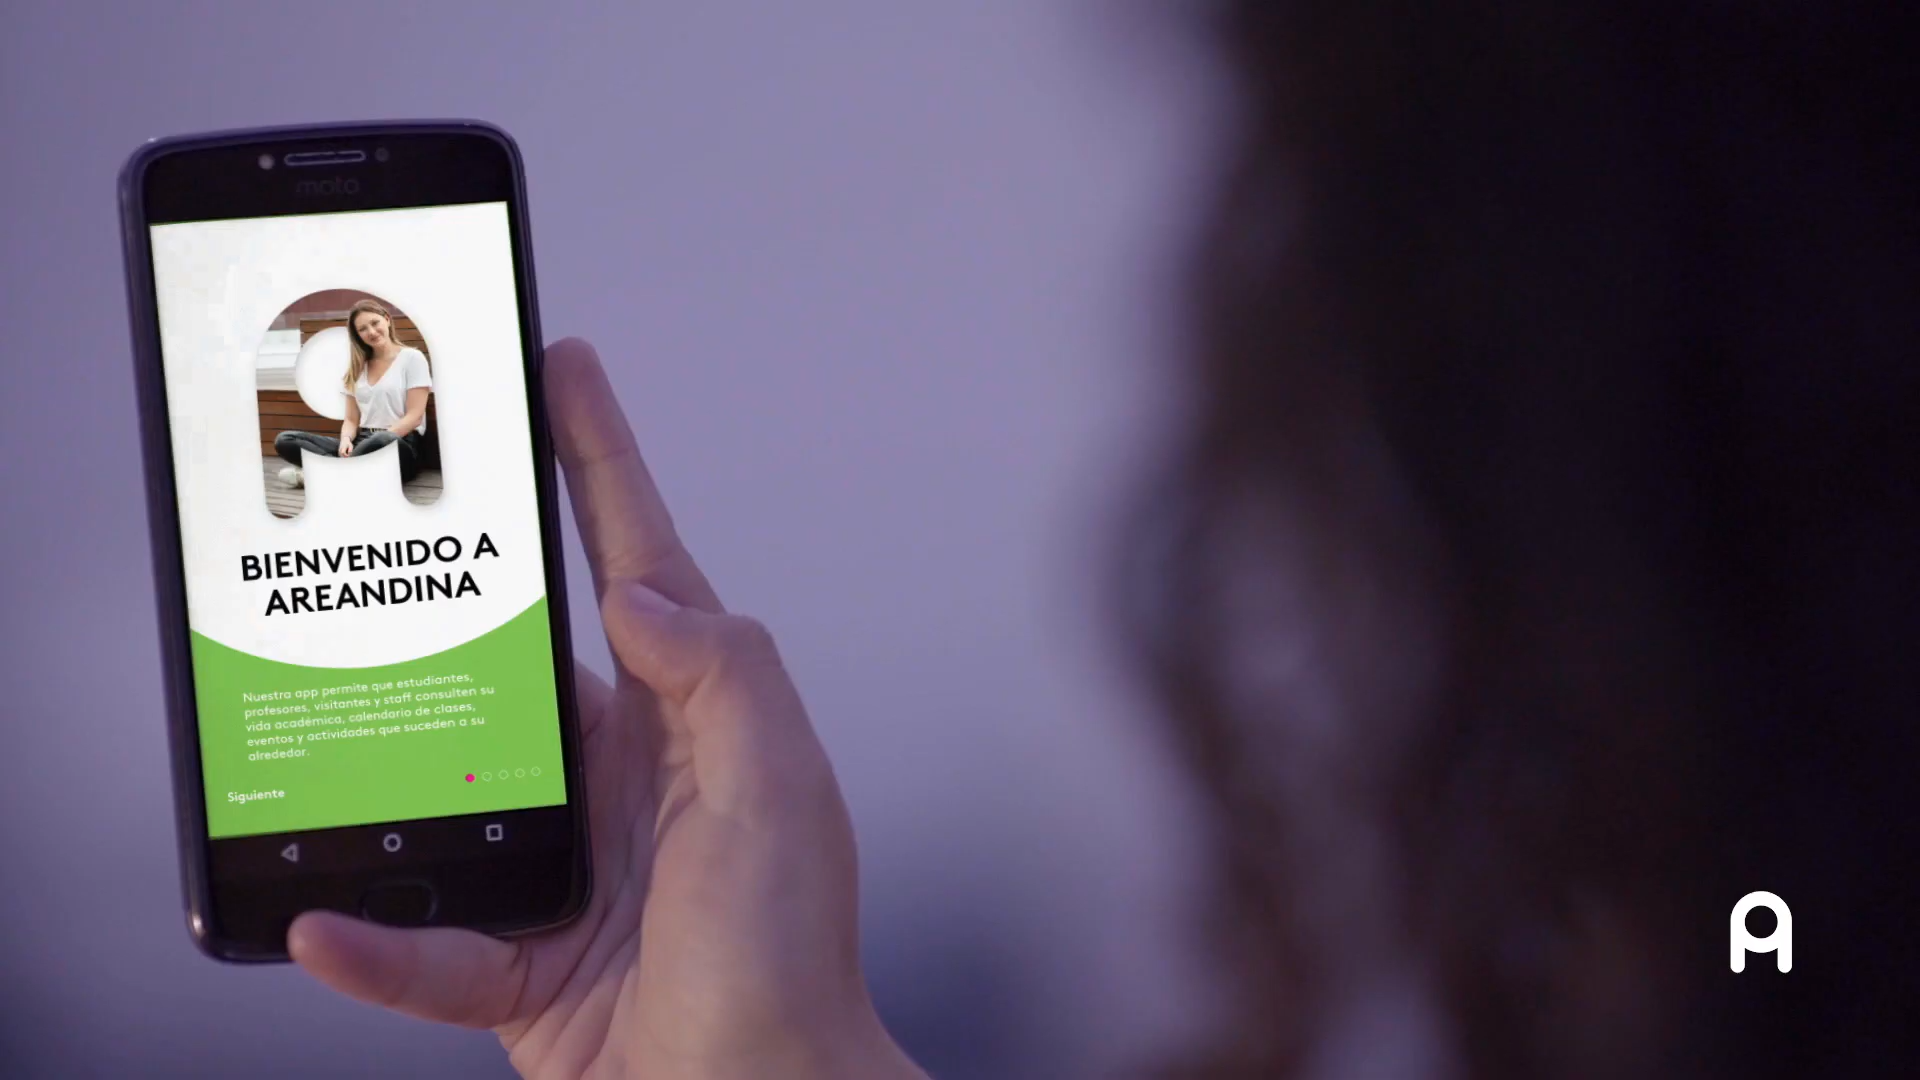 moto
BIENVENIDO A
AREANDINA
Nuestra app permite que estudiantes,
profesores, visitantes y staff consulten su
vida académica, calendario de clases,
eventos y actividades que suceden a su
alrededor.
Siguiente